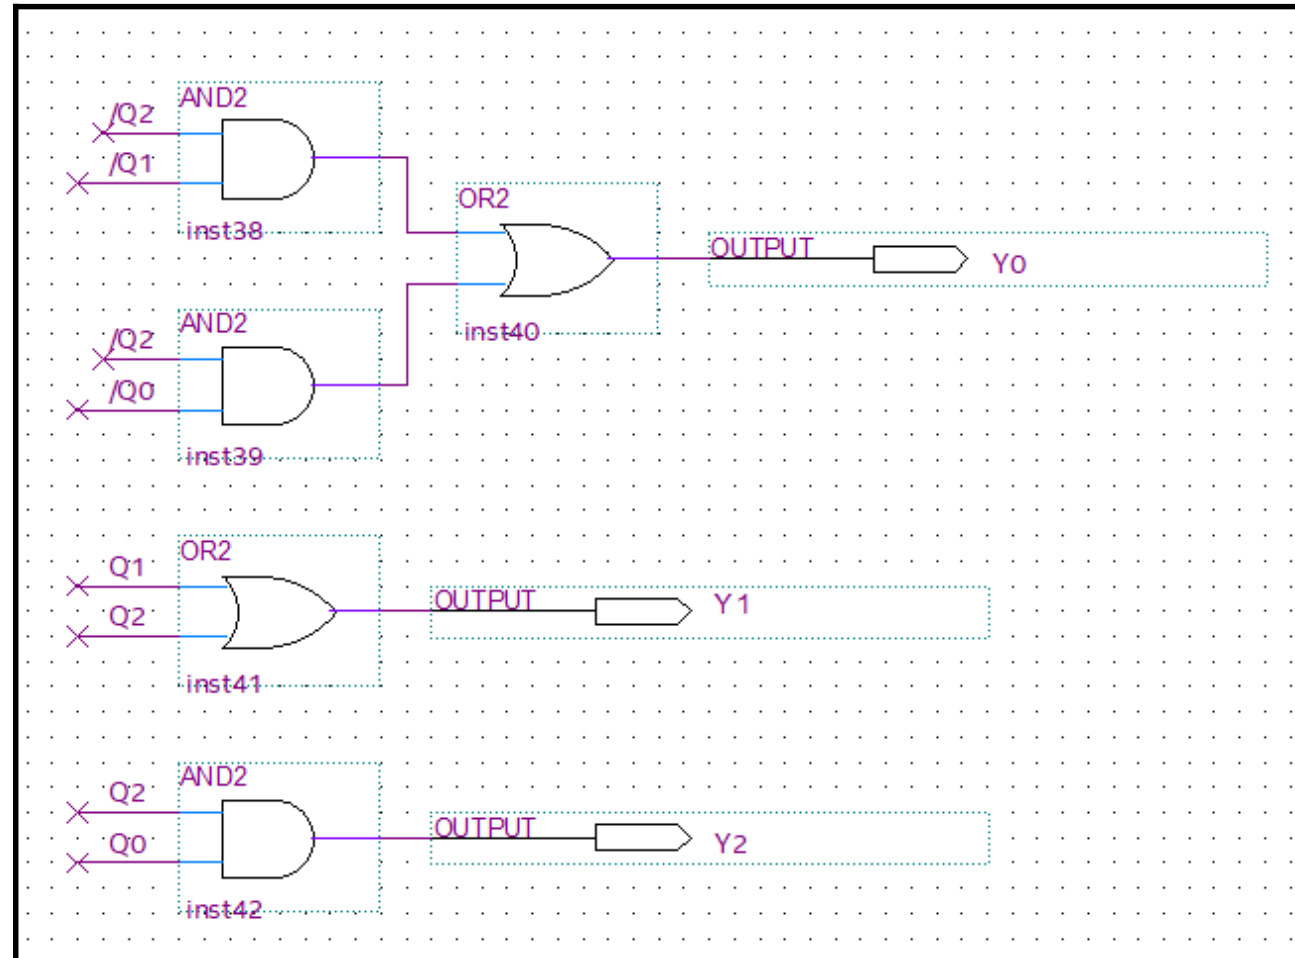 AND2
/Q2
/Q1
inst38
OR2
OUTPUT
Y0
inst40
AND2
/Q2
/Q0
inst39
OR2
Q1
Q2
OUTPUT
Y1
inst41
AND2
Q2
Q0
OUTPUT
Y2
inst42